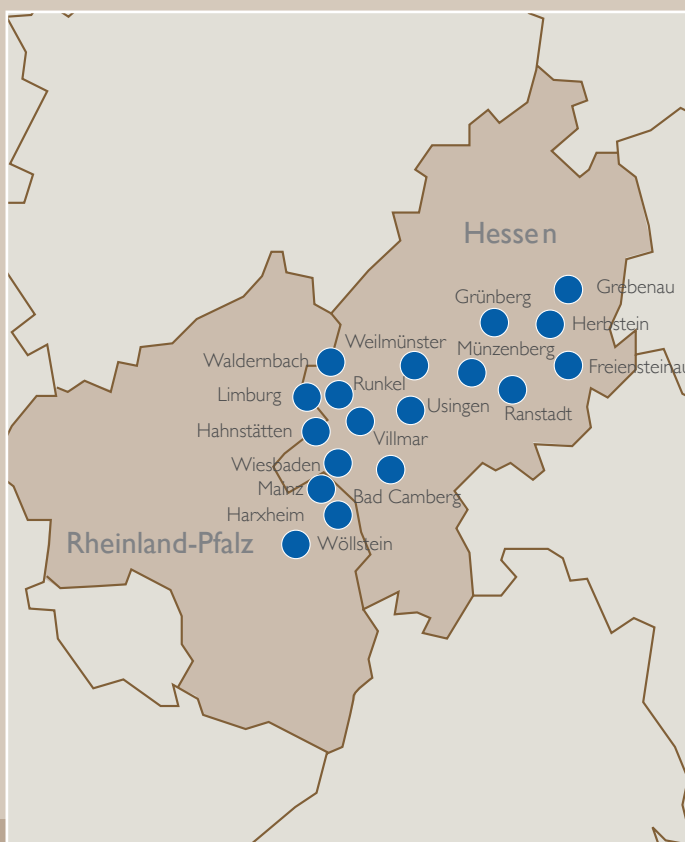 Hessen
Grebenau
Grünberg
Herbstein
Weilmünster
Münzenberg
Waldernbach
Freiensteinau
Runkel
Limburg
Usingen
Ranstadt
Hahnstätten
Villmar
Wiesbaden
Mainz
Bad Camberg
Harxheim
Rheinland-Pfalz
Wöllstein